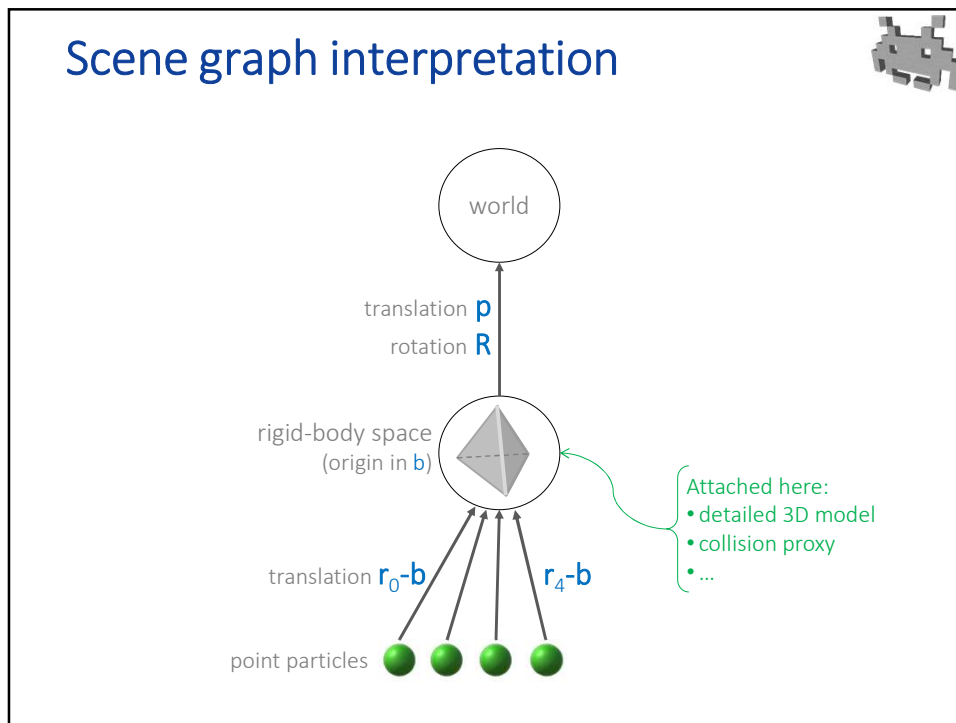 Scene graph interpretation
world
translation p
rotation R
rigid-body space
(origin in b)
Attached here:
• detailed 3D model
• collision proxy
• ...
translation r₀-b
r₄-b
point particles